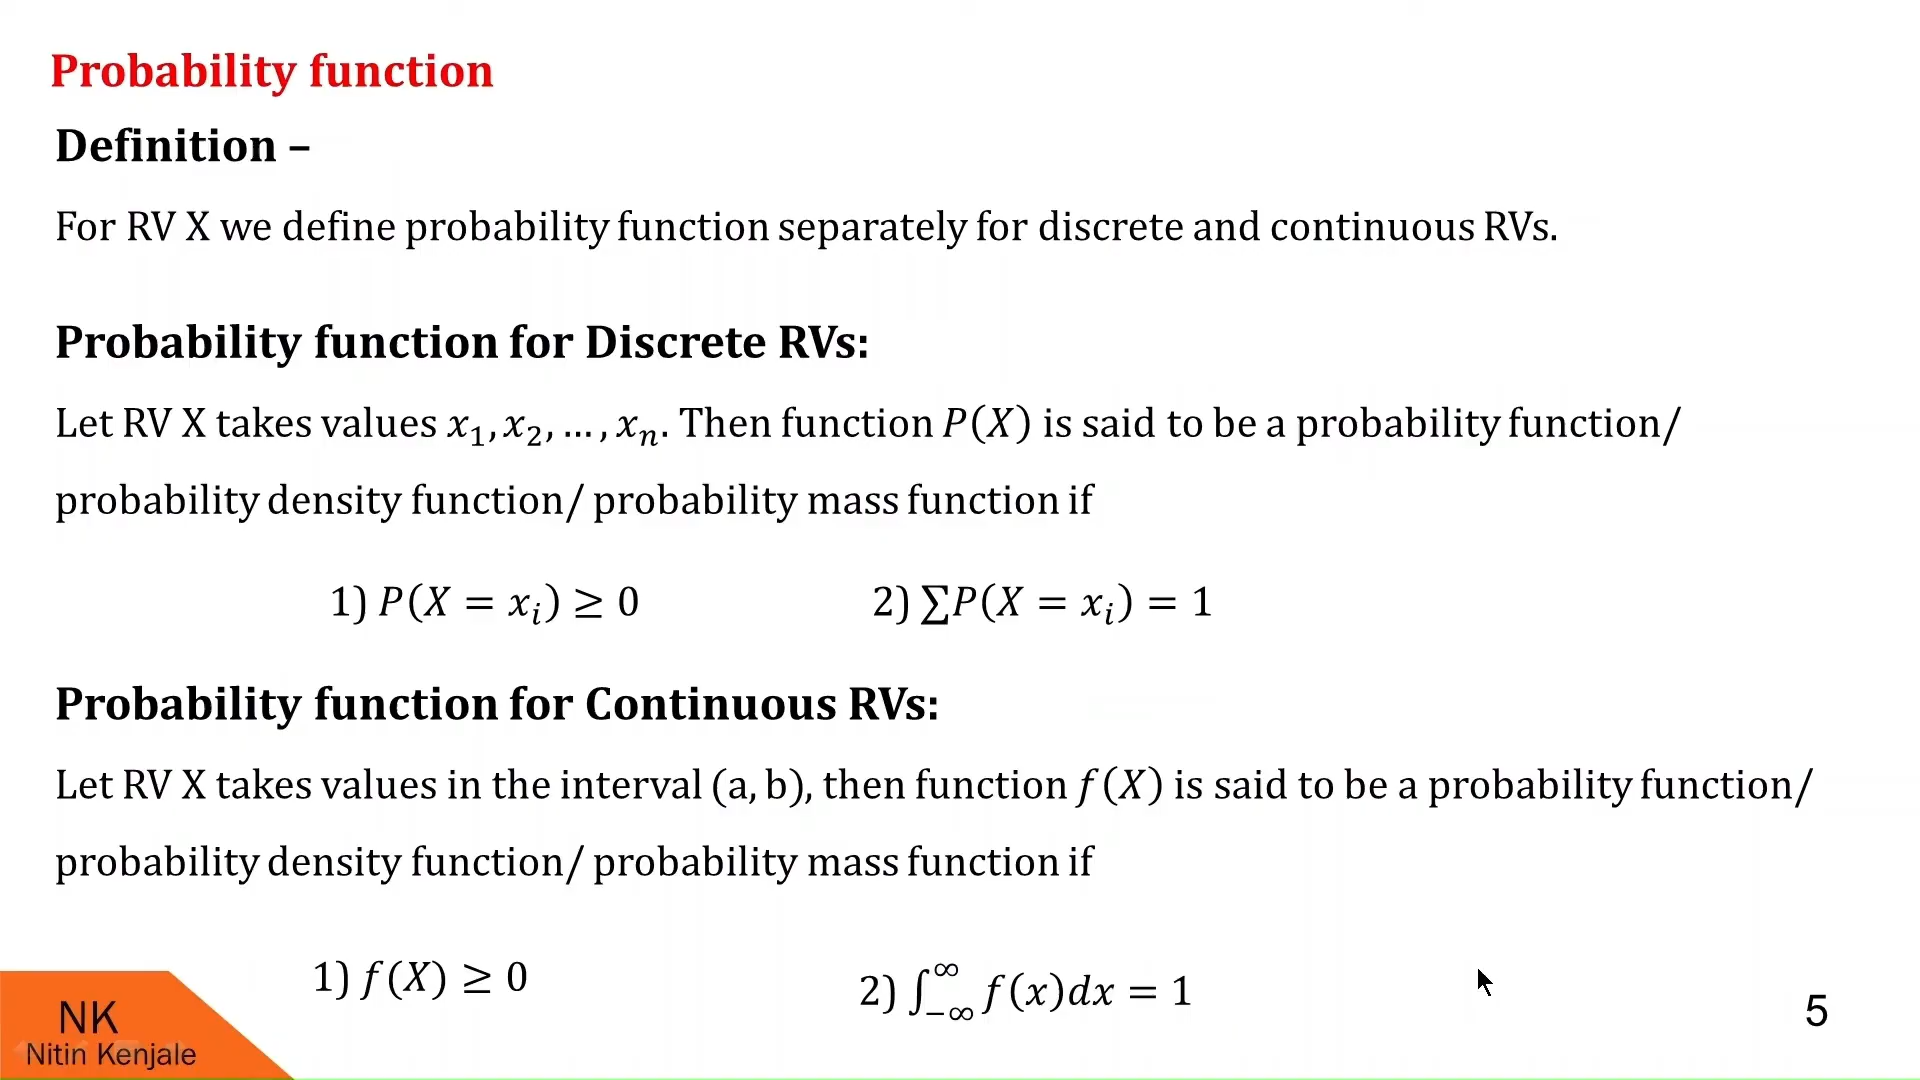 Probability function
Definition –
For RV X we define probability function separately for discrete and continuous RVs.
Probability function for Discrete RVs:
Let RV X takes values x₁, x₂, … , xₙ. Then function P(X) is said to be a probability function/
probability density function/ probability mass function if
1) P(X = xᵢ) ≥ 0 2) ∑P(X = xᵢ) = 1
Probability function for Continuous RVs:
Let RV X takes values in the interval (a, b), then function f(X) is said to be a probability function/
probability density function/ probability mass function if
1) f(X) ≥ 0 2) ∫_{−∞}^{∞} f(x)dx = 1
NK
Nitin Kenjale
5